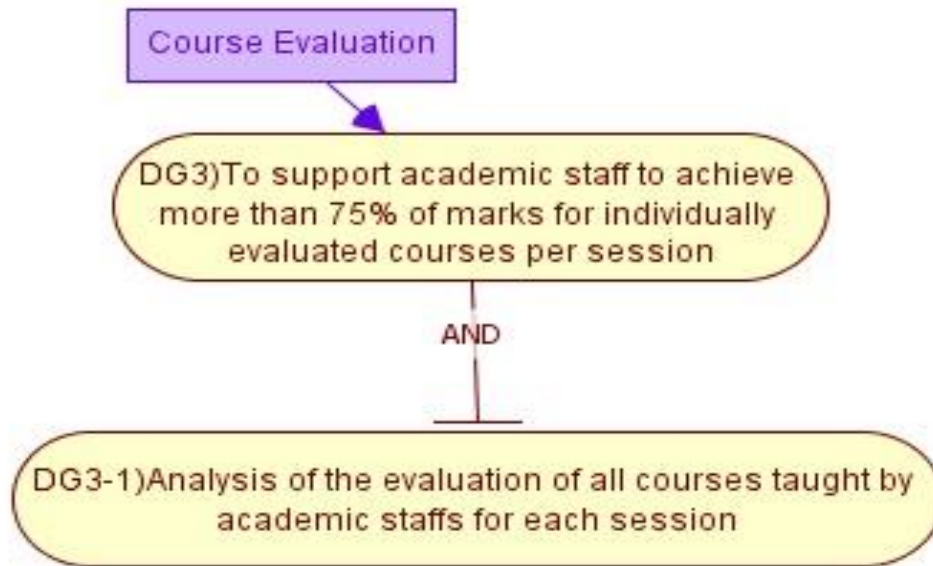 Course Evaluation
DG3)To support academic staff to achieve
more than 75% of marks for individually
evaluated courses per session
AND
DG3-1)Analysis of the evaluation of all courses taught by
academic staffs for each session